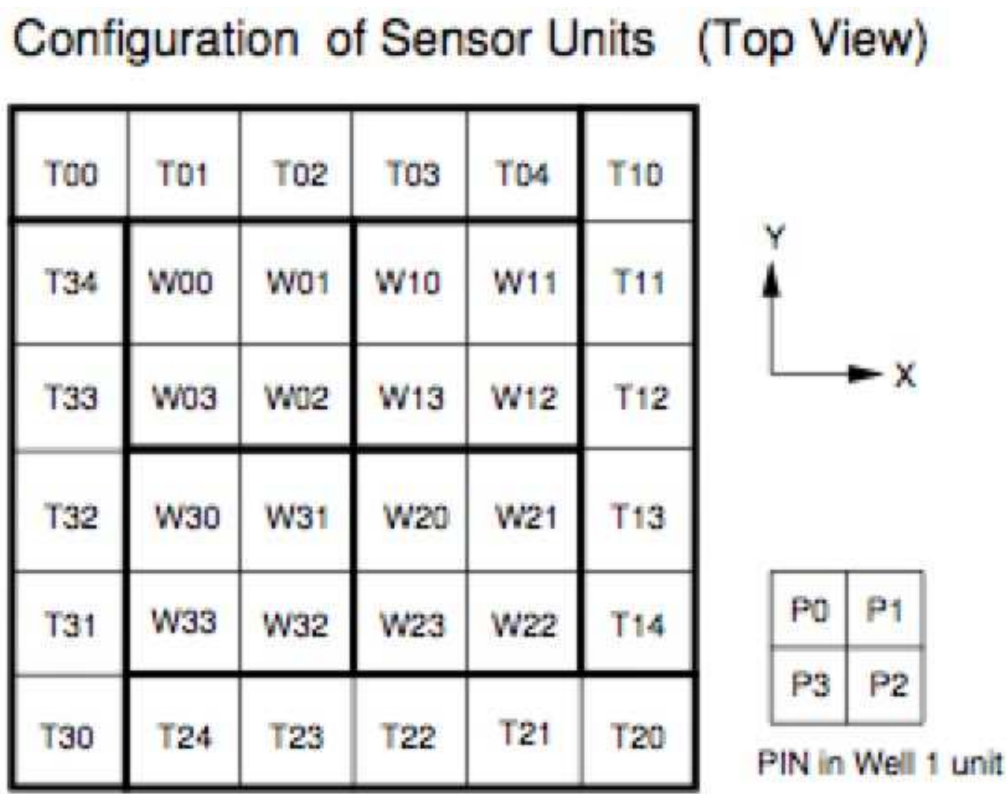 Configuration of Sensor Units (Top View)
T00 T01 T02 T03 T04 T10
T34 W00 W01 W10 W11 T11
T33 W03 W02 W13 W12 T12
T32 W30 W31 W20 W21 T13
T31 W33 W32 W23 W22 T14
T30 T24 T23 T22 T21 T20
Y
X
P0 P1
P3 P2
PIN in Well 1 unit